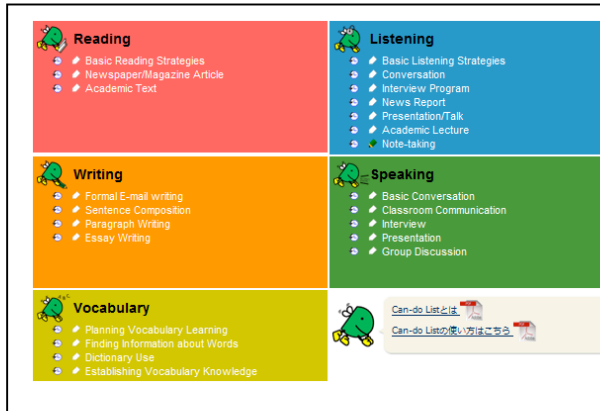 Reading
Basic Reading Strategies
Newspaper/Magazine Article
Academic Text
Listening
Basic Listening Strategies
Conversation
Interview Program
News Report
Presentation/Talk
Academic Lecture
Note-taking
Writing
Formal E-mail writing
Sentence Composition
Paragraph Writing
Essay Writing
Speaking
Basic Conversation
Classroom Communication
Interview
Presentation
Group Discussion
Vocabulary
Planning Vocabulary Learning
Finding Information about Words
Dictionary Use
Establishing Vocabulary Knowledge
Can-do Listとは
Can-do Listの使い方はこちら